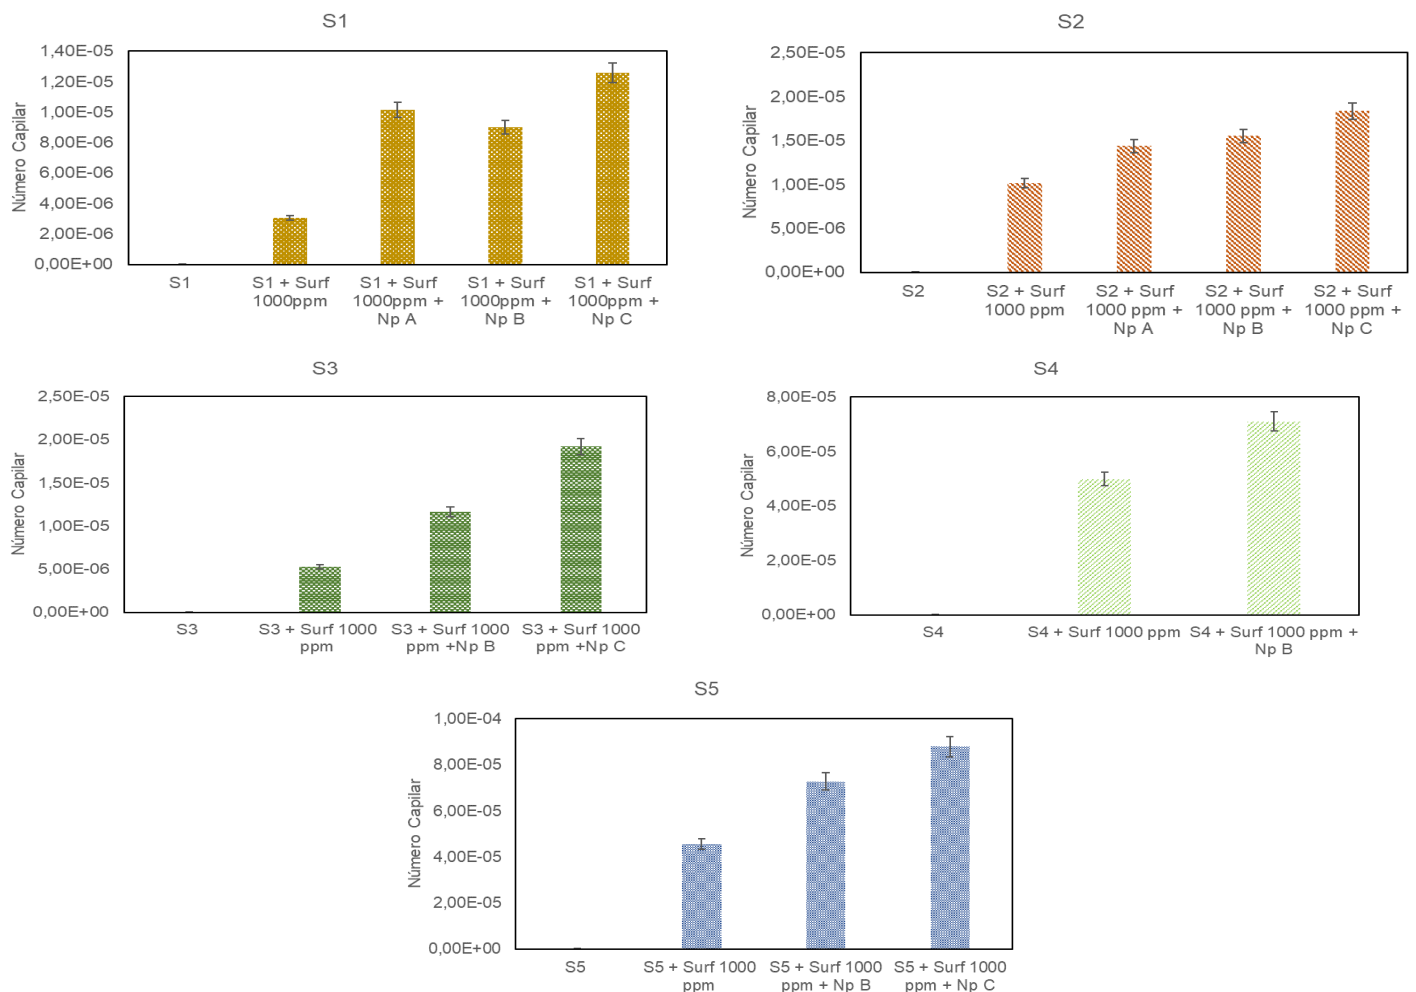 S1
Número Capilar
1,40E-05
1,20E-05
1,00E-05
8,00E-06
6,00E-06
4,00E-06
2,00E-06
0,00E+00
S1
S1 + Surf
1000ppm
S1 + Surf
1000ppm +
Np A
S1 + Surf
1000ppm +
Np B
S1 + Surf
1000ppm +
Np C
S2
Número Capilar
2,50E-05
2,00E-05
1,50E-05
1,00E-05
5,00E-06
0,00E+00
S2
S2 + Surf
1000 ppm
S2 + Surf
1000 ppm +
Np A
S2 + Surf
1000 ppm +
Np B
S2 + Surf
1000 ppm +
Np C
S3
Número Capilar
2,50E-05
2,00E-05
1,50E-05
1,00E-05
5,00E-06
0,00E+00
S3
S3 + Surf 1000
ppm
S3 + Surf 1000
ppm +Np B
S3 + Surf 1000
ppm +Np C
S4
Número Capilar
8,00E-05
6,00E-05
4,00E-05
2,00E-05
0,00E+00
S4
S4 + Surf 1000 ppm
S4 + Surf 1000 ppm +
Np B
S5
Número Capilar
1,00E-04
8,00E-05
6,00E-05
4,00E-05
2,00E-05
0,00E+00
S5
S5 + Surf 1000
ppm
S5 + Surf 1000
ppm + Np B
S5 + Surf 1000
ppm + Np C